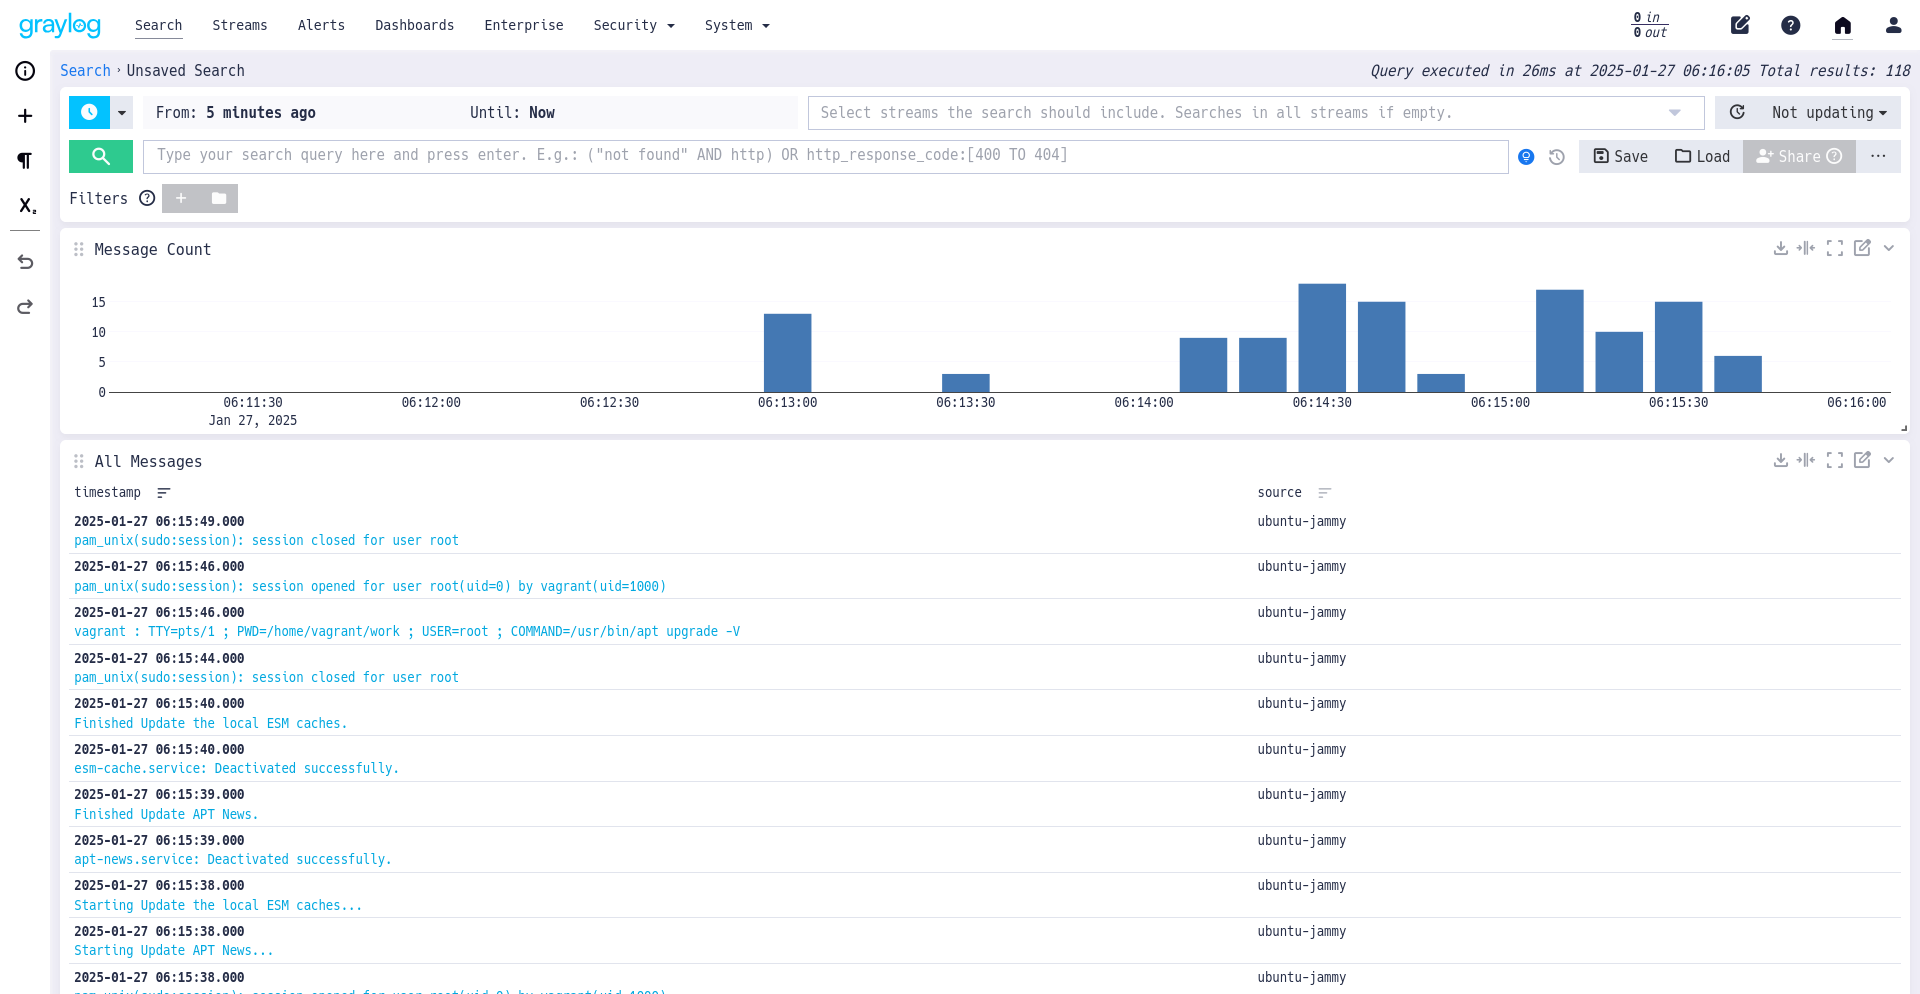 graylog Search Streams Alerts Dashboards Enterprise Security System 0 in
0 out
Search › Unsaved Search Query executed in 26ms at 2025-01-27 06:16:05 Total results: 118
From: 5 minutes ago Until: Now Select streams the search should include. Searches in all streams if empty. Not updating
Type your search query here and press enter. E.g.: ("not found" AND http) OR http_response_code:[400 TO 404] Save Load Share ...
Filters
Message Count
15
10
5
0
06:11:30 06:12:00 06:12:30 06:13:00 06:13:30 06:14:00 06:14:30 06:15:00 06:15:30 06:16:00
Jan 27, 2025
All Messages
timestamp source
2025-01-27 06:15:49.000 ubuntu-jammy
pam_unix(sudo:session): session closed for user root
2025-01-27 06:15:46.000 ubuntu-jammy
pam_unix(sudo:session): session opened for user root(uid=0) by vagrant(uid=1000)
2025-01-27 06:15:46.000 ubuntu-jammy
vagrant : TTY=pts/1 ; PWD=/home/vagrant/work ; USER=root ; COMMAND=/usr/bin/apt upgrade -V
2025-01-27 06:15:44.000 ubuntu-jammy
pam_unix(sudo:session): session closed for user root
2025-01-27 06:15:40.000 ubuntu-jammy
Finished Update the local ESM caches.
2025-01-27 06:15:40.000 ubuntu-jammy
esm-cache.service: Deactivated successfully.
2025-01-27 06:15:39.000 ubuntu-jammy
Finished Update APT News.
2025-01-27 06:15:39.000 ubuntu-jammy
apt-news.service: Deactivated successfully.
2025-01-27 06:15:38.000 ubuntu-jammy
Starting Update the local ESM caches...
2025-01-27 06:15:38.000 ubuntu-jammy
Starting Update APT News...
2025-01-27 06:15:38.000 ubuntu-jammy